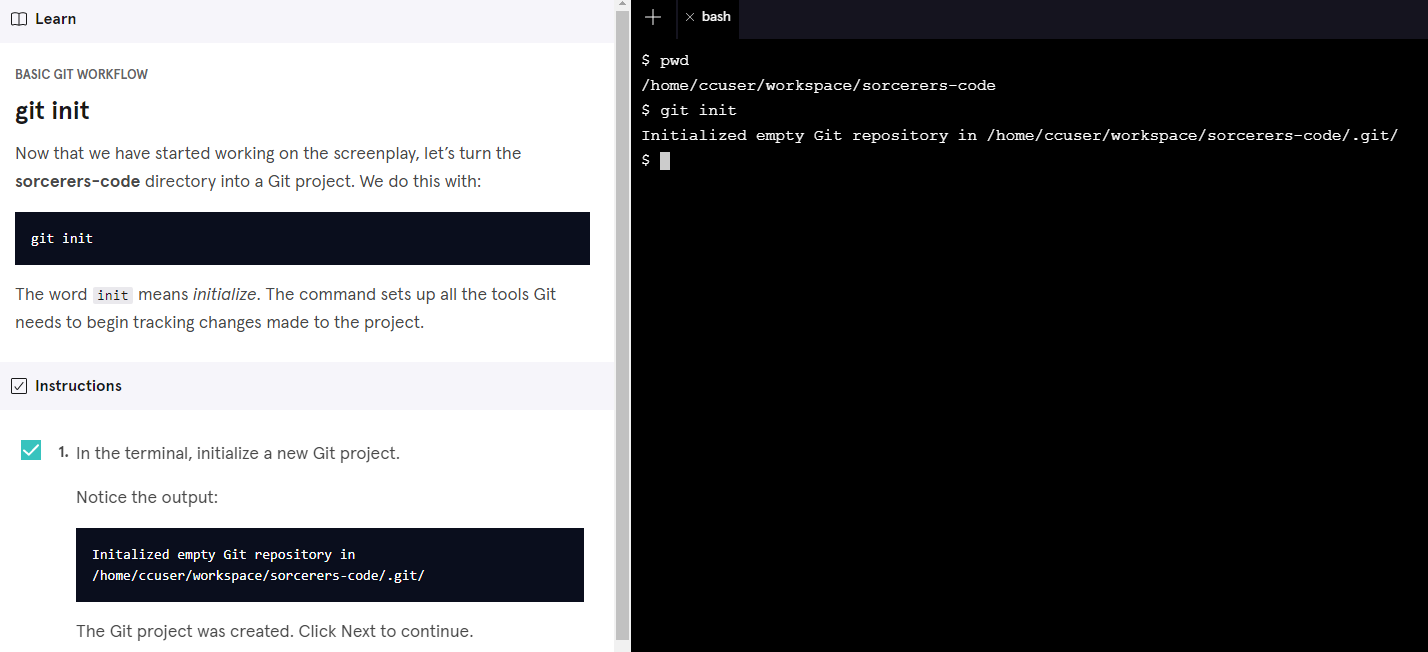 Learn
BASIC GIT WORKFLOW
git init
Now that we have started working on the screenplay, let’s turn the
sorcerers-code directory into a Git project. We do this with:
git init
The word init means initialize. The command sets up all the tools Git
needs to begin tracking changes made to the project.
Instructions
1. In the terminal, initialize a new Git project.
Notice the output:
Initalized empty Git repository in
/home/ccuser/workspace/sorcerers-code/.git/
The Git project was created. Click Next to continue.
bash
$ pwd
/home/ccuser/workspace/sorcerers-code
$ git init
Initialized empty Git repository in /home/ccuser/workspace/sorcerers-code/.git/
$